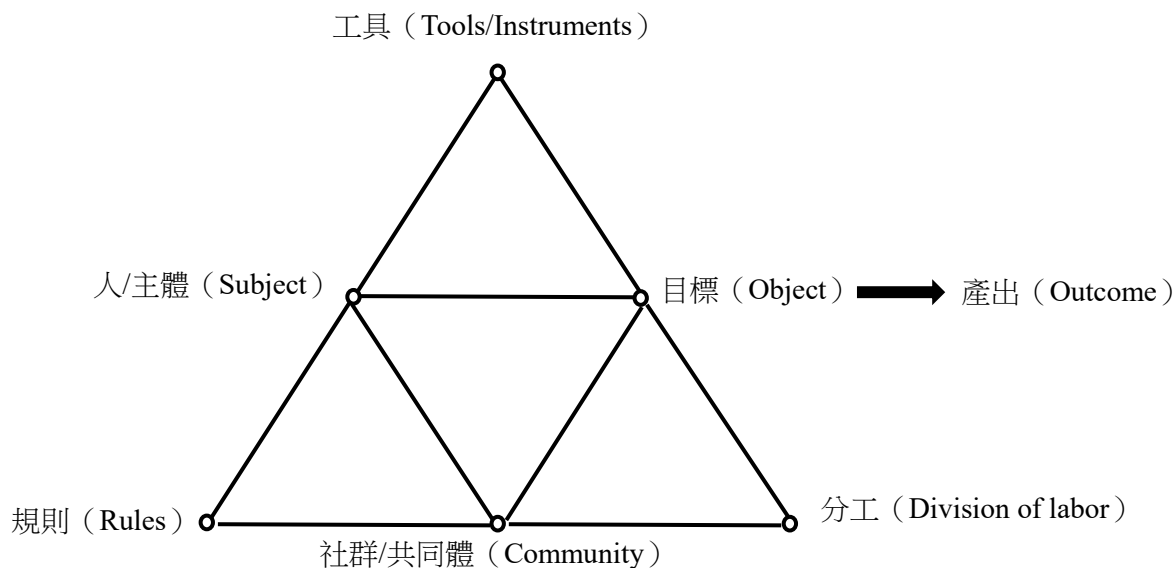 工具（Tools/Instruments）
人/主體（Subject）
目標（Object）
產出（Outcome）
規則（Rules）
分工（Division of labor）
社群/共同體（Community）